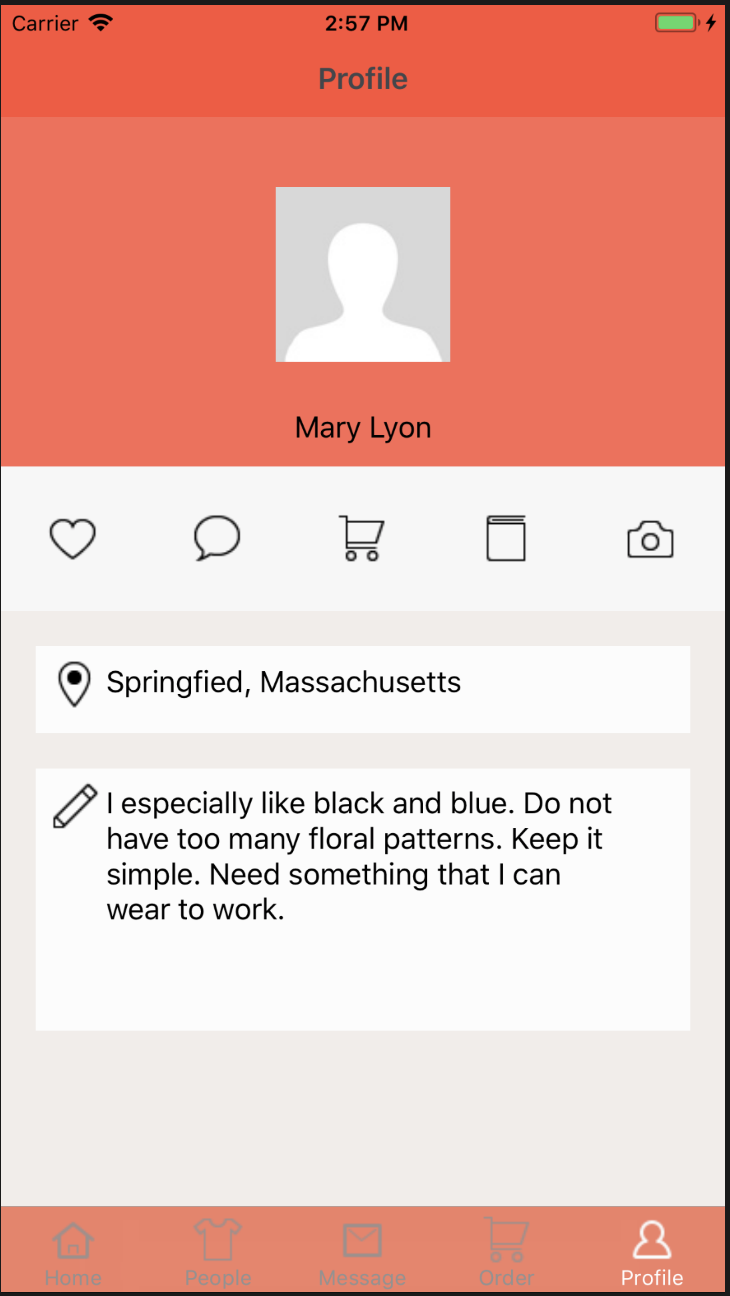 Carrier 2:57 PM
Profile
Mary Lyon
Springfied, Massachusetts
I especially like black and blue. Do not
have too many floral patterns. Keep it
simple. Need something that I can
wear to work.
Home People Message Order Profile